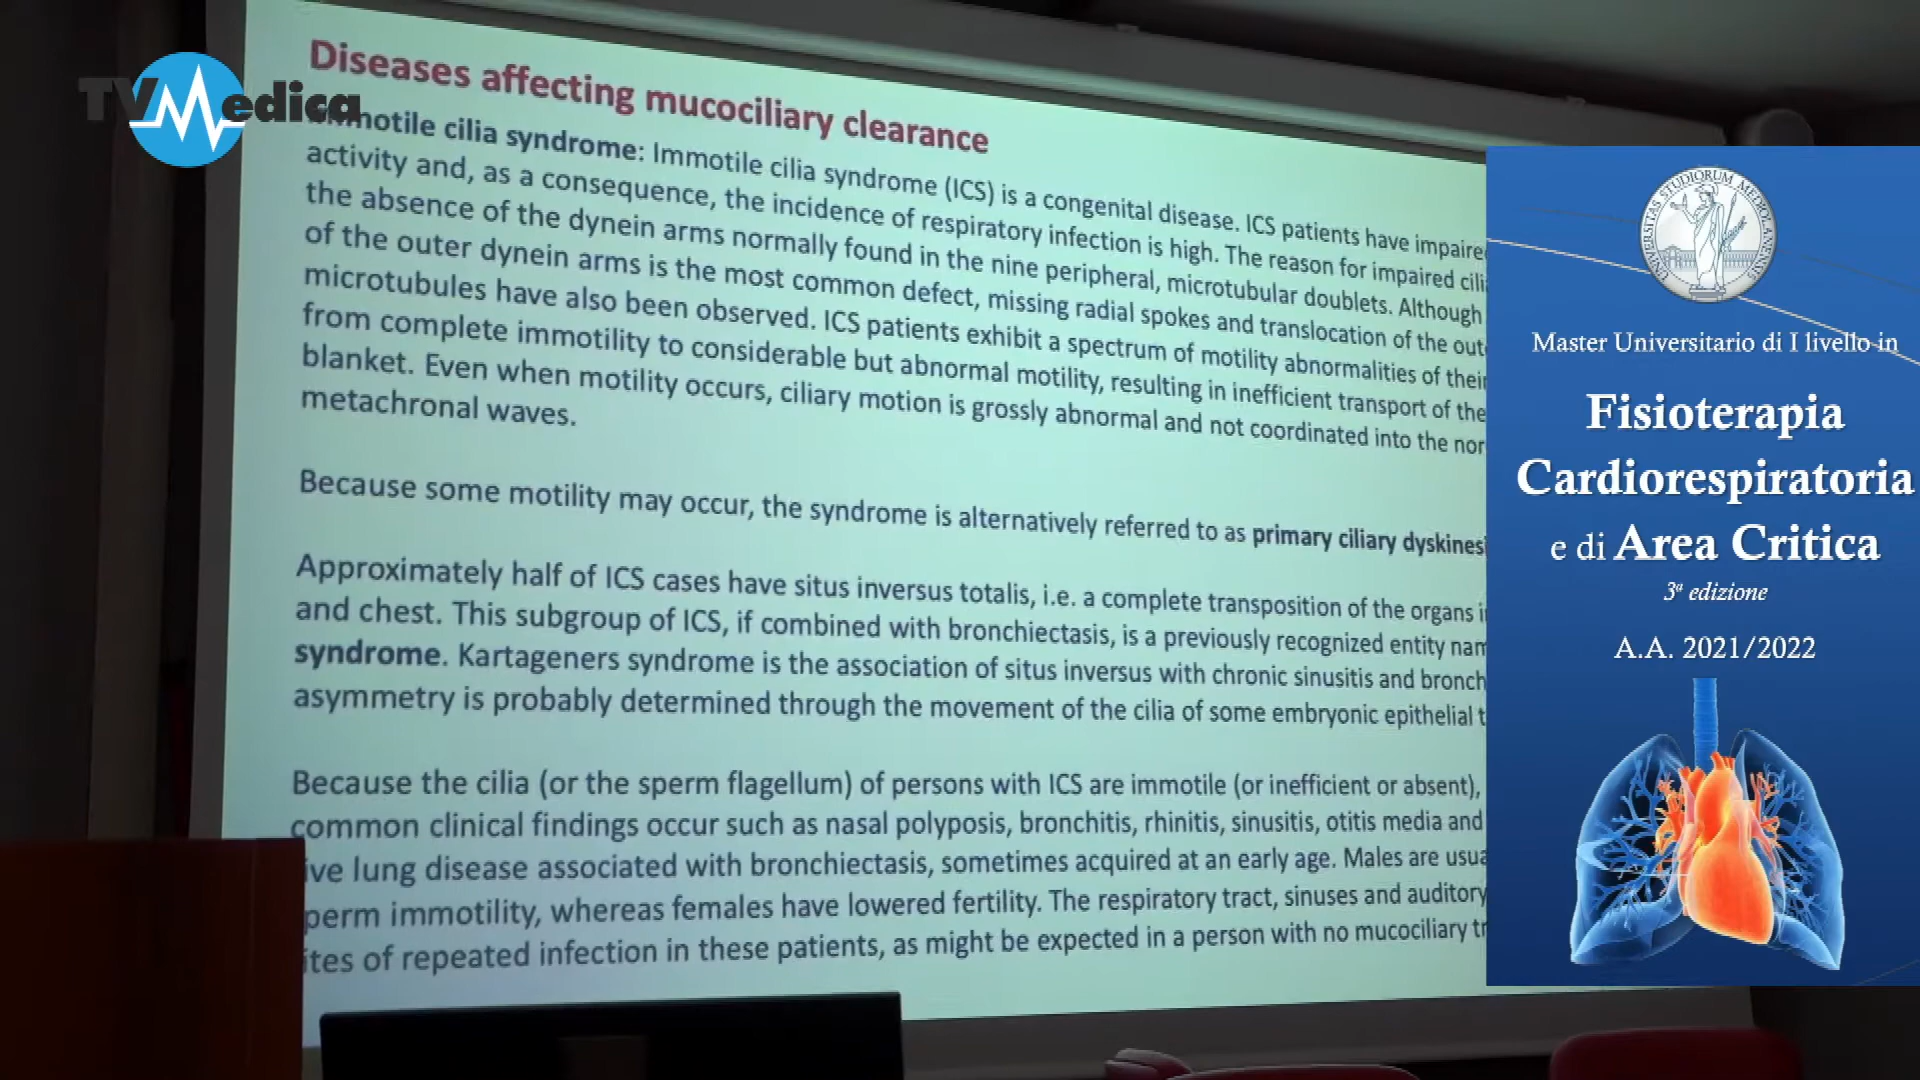 TVMedica
Diseases affecting mucociliary clearance
cilia syndrome: Immotile cilia syndrome (ICS) is a congenital disease. ICS patients have
activity and, as a consequence, the incidence of respiratory infection is high. The reason for impaired
the absence of the dynein arms normally found in the nine peripheral, microtubular doublets. Although
of the outer dynein arms is the most common defect, missing radial spokes and translocation of the
microtubules have also been observed. ICS patients exhibit a spectrum of motility abnormalities of
from complete immotility to considerable but abnormal motility, resulting in inefficient transport of the
blanket. Even when motility occurs, ciliary motion is grossly abnormal and not coordinated into the
metachronal waves.
Because some motility may occur, the syndrome is alternatively referred to as primary ciliary
Approximately half of ICS cases have situs inversus totalis, i.e. a complete transposition of the organs
and chest. This subgroup of ICS, if combined with bronchiectasis, is a previously recognized entity
syndrome. Kartageners syndrome is the association of situs inversus with chronic sinusitis and
asymmetry is probably determined through the movement of the cilia of some embryonic epithelial
Because the cilia (or the sperm flagellum) of persons with ICS are immotile (or inefficient or absent),
common clinical findings occur such as nasal polyposis, bronchitis, rhinitis, sinusitis, otitis media and
lung disease associated with bronchiectasis, sometimes acquired at an early age. Males are
immotility, whereas females have lowered fertility. The respiratory tract, sinuses and auditory
of repeated infection in these patients, as might be expected in a person with no mucociliary
UNIVERSITAS STUDIORUM MEDIOLANENSIS
Master Universitario di I livello in
Fisioterapia
Cardiorespiratoria
e di Area Critica
3ª edizione
A.A. 2021/2022